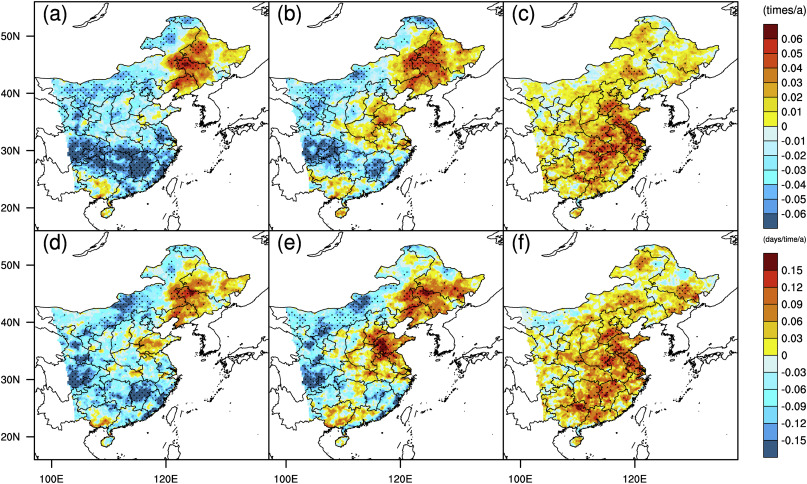 (a) (b) (c) (times/a)
50N
40N
30N
20N
0.06
0.05
0.04
0.03
0.02
0.01
0
-0.01
-0.02
-0.03
-0.04
-0.05
-0.06
(d) (e) (f) (days/time/a)
50N
40N
30N
20N
0.15
0.12
0.09
0.06
0.03
0
-0.03
-0.06
-0.09
-0.12
-0.15
100E 120E 100E 120E 100E 120E